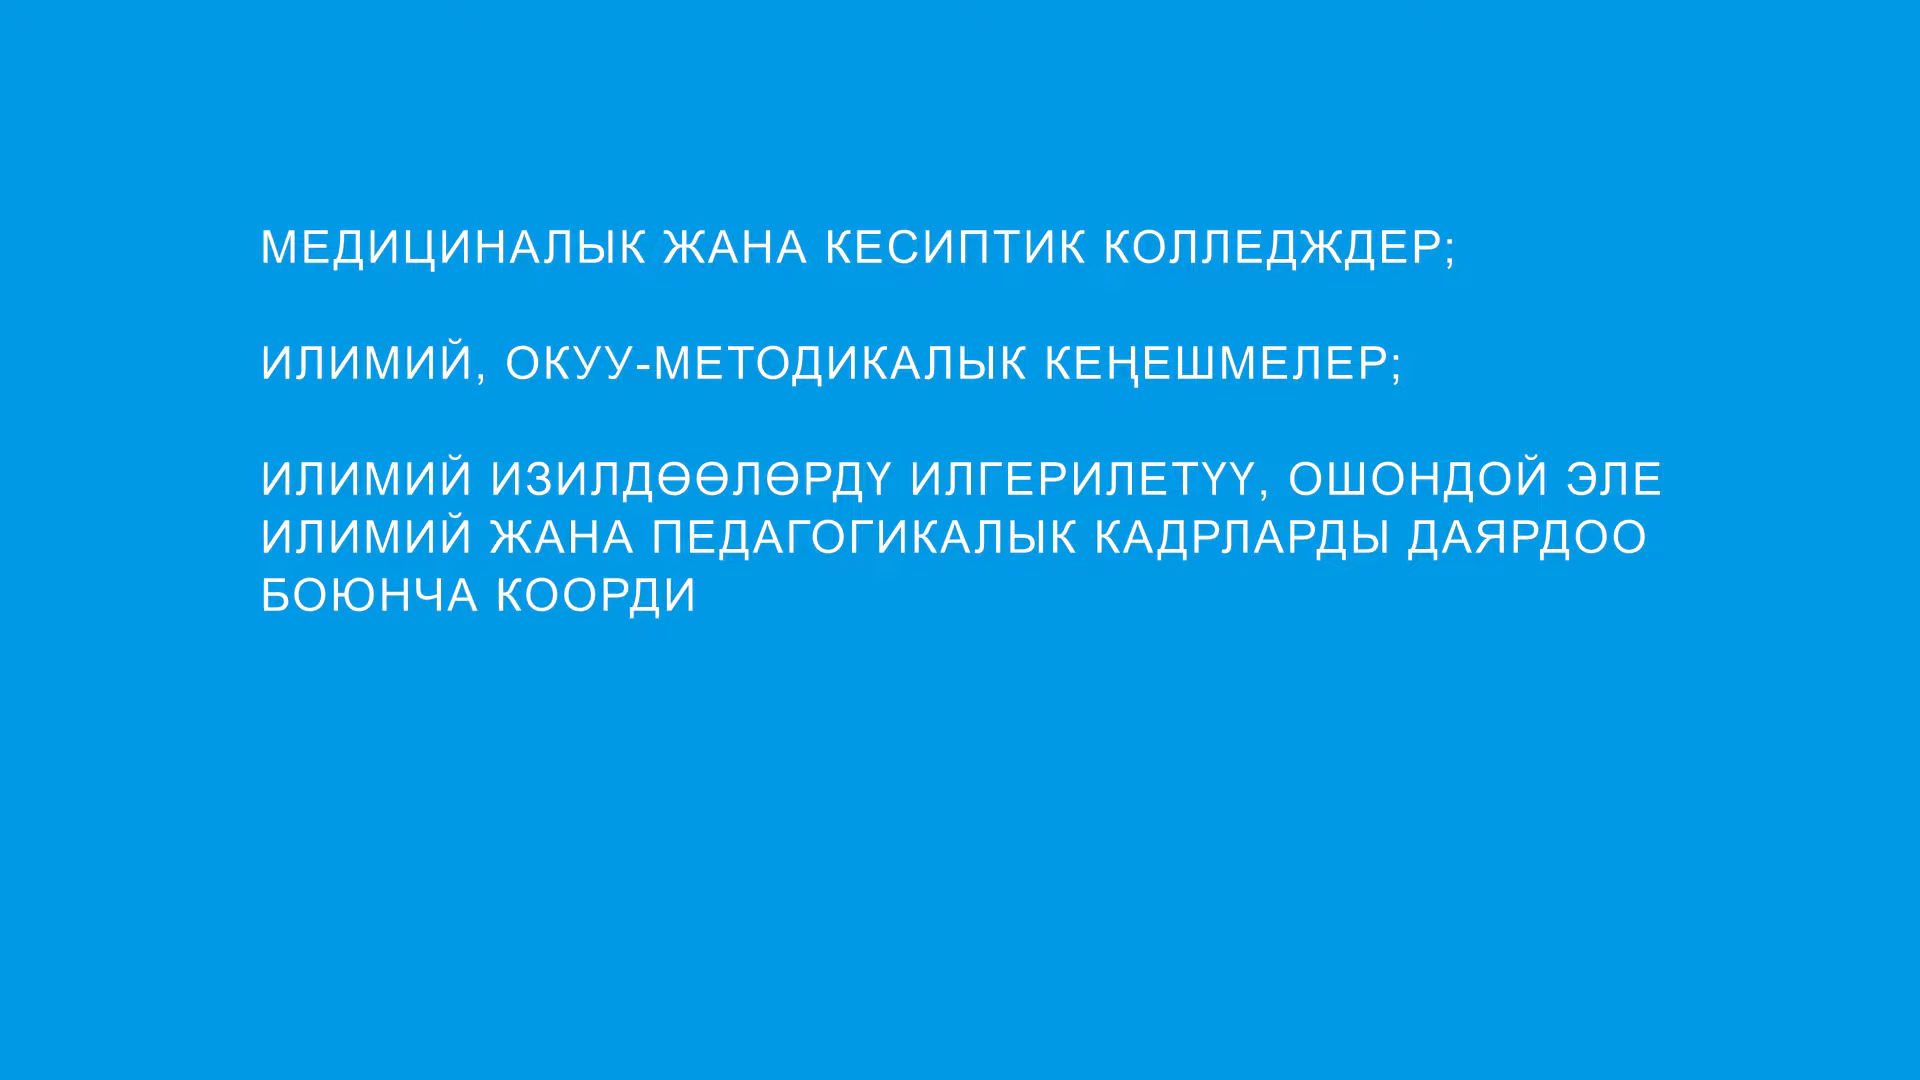 МЕДИЦИНАЛЫК ЖАНА КЕСИПТИК КОЛЛЕДЖДЕР;
ИЛИМИЙ, ОКУУ-МЕТОДИКАЛЫК КЕҢЕШМЕЛЕР;
ИЛИМИЙ ИЗИЛДӨӨЛӨРДҮ ИЛГЕРИЛЕТҮҮ, ОШОНДОЙ ЭЛЕ
ИЛИМИЙ ЖАНА ПЕДАГОГИКАЛЫК КАДРЛАРДЫ ДАЯРДОО
БОЮНЧА КООРДИ